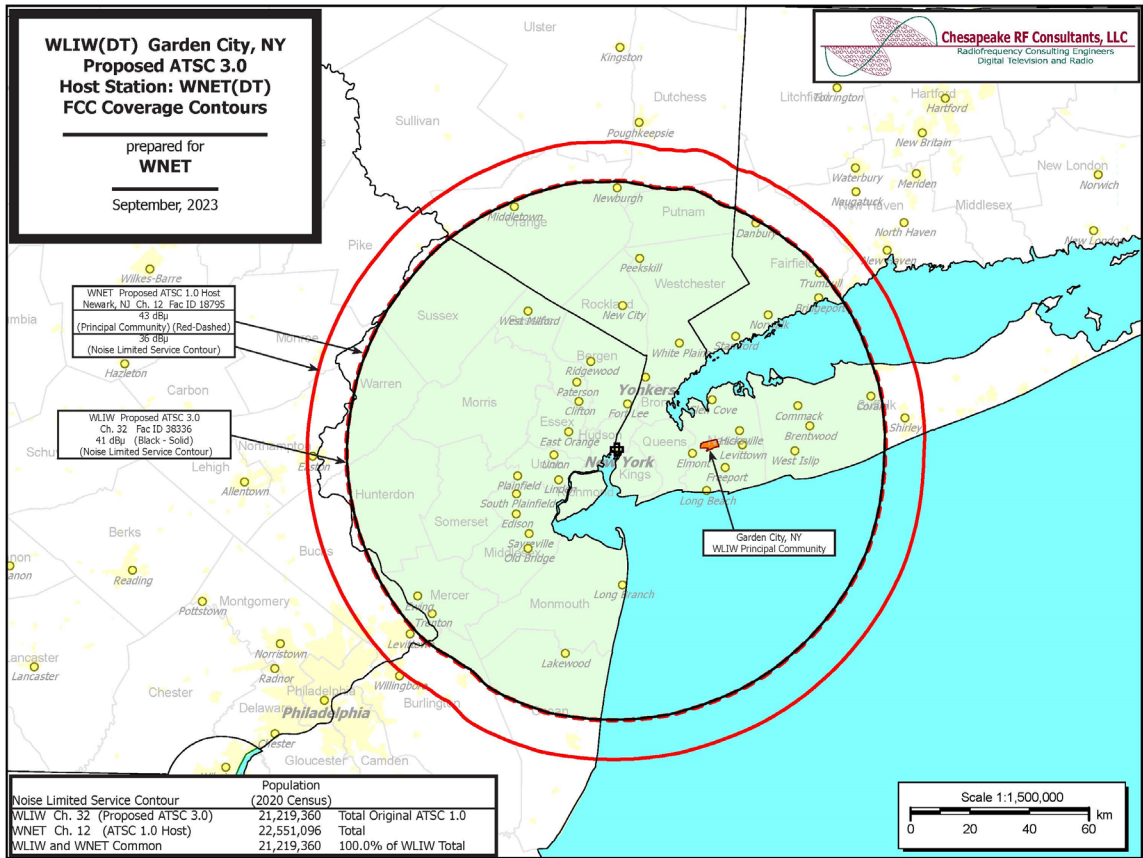 WLIW(DT) Garden City, NY
Proposed ATSC 3.0
Host Station: WNET(DT)
FCC Coverage Contours
prepared for
WNET
September, 2023
Chesapeake RF Consultants, LLC
Radiofrequency Consulting Engineers
Digital Television and Radio
Ulster
Kingston
Dutchess
Litchfield
Torrington
Hartford
Hartford
Sullivan
Poughkeepsie
New Britain
New London
Waterbury
Meriden
Norwich
Naugatuck
New Haven
Middlesex
Newburgh
Middletown
Orange
Putnam
Danbury
North Haven
New London
Pike
New Haven
Wilkes-Barre
Peekskill
Fairfield
Westchester
Trumbull
WNET Proposed ATSC 1.0 Host
Newark, NJ Ch. 12 Fac ID 18795
43 dBµ
(Principal Community) (Red-Dashed)
36 dBµ
(Noise Limited Service Contour)
Monroe
Sussex
Rockland
New City
West Milford
Bridgeport
Norwalk
Stamford
White Plains
Hazleton
Carbon
Bergen
Ridgewood
Warren
Paterson
Yonkers
Morris
Clifton
Fort Lee
Bronx
Glen Cove
Commack
Coram
Shirley
WLIW Proposed ATSC 3.0
Ch. 32 Fac ID 38336
41 dBµ (Black - Solid)
(Noise Limited Service Contour)
Essex
East Orange
Hudson
Queens
Hicksville
Levittown
Brentwood
West Islip
Northampton
Easton
Lehigh
Allentown
Union
Union
New York
Kings
Elmont
Freeport
Long Beach
Hunterdon
Plainfield
Linden
Richmond
South Plainfield
Somerset
Edison
Sayreville
Middlesex
Old Bridge
Garden City, NY
WLIW Principal Community
Berks
Bucks
Reading
Mercer
Ewing
Trenton
Monmouth
Long Branch
Pottstown
Montgomery
Levittown
Norristown
Lakewood
Lancaster
Lancaster
Radnor
Chester
Philadelphia
Willingboro
Delaware
Philadelphia
Burlington
Ocean
Chester
Gloucester
Camden
Population
Noise Limited Service Contour (2020 Census)
WLIW Ch. 32 (Proposed ATSC 3.0) 21,219,360 Total Original ATSC 1.0
WNET Ch. 12 (ATSC 1.0 Host) 22,551,096 Total
WLIW and WNET Common 21,219,360 100.0% of WLIW Total
Scale 1:1,500,000
0 20 40 60 km